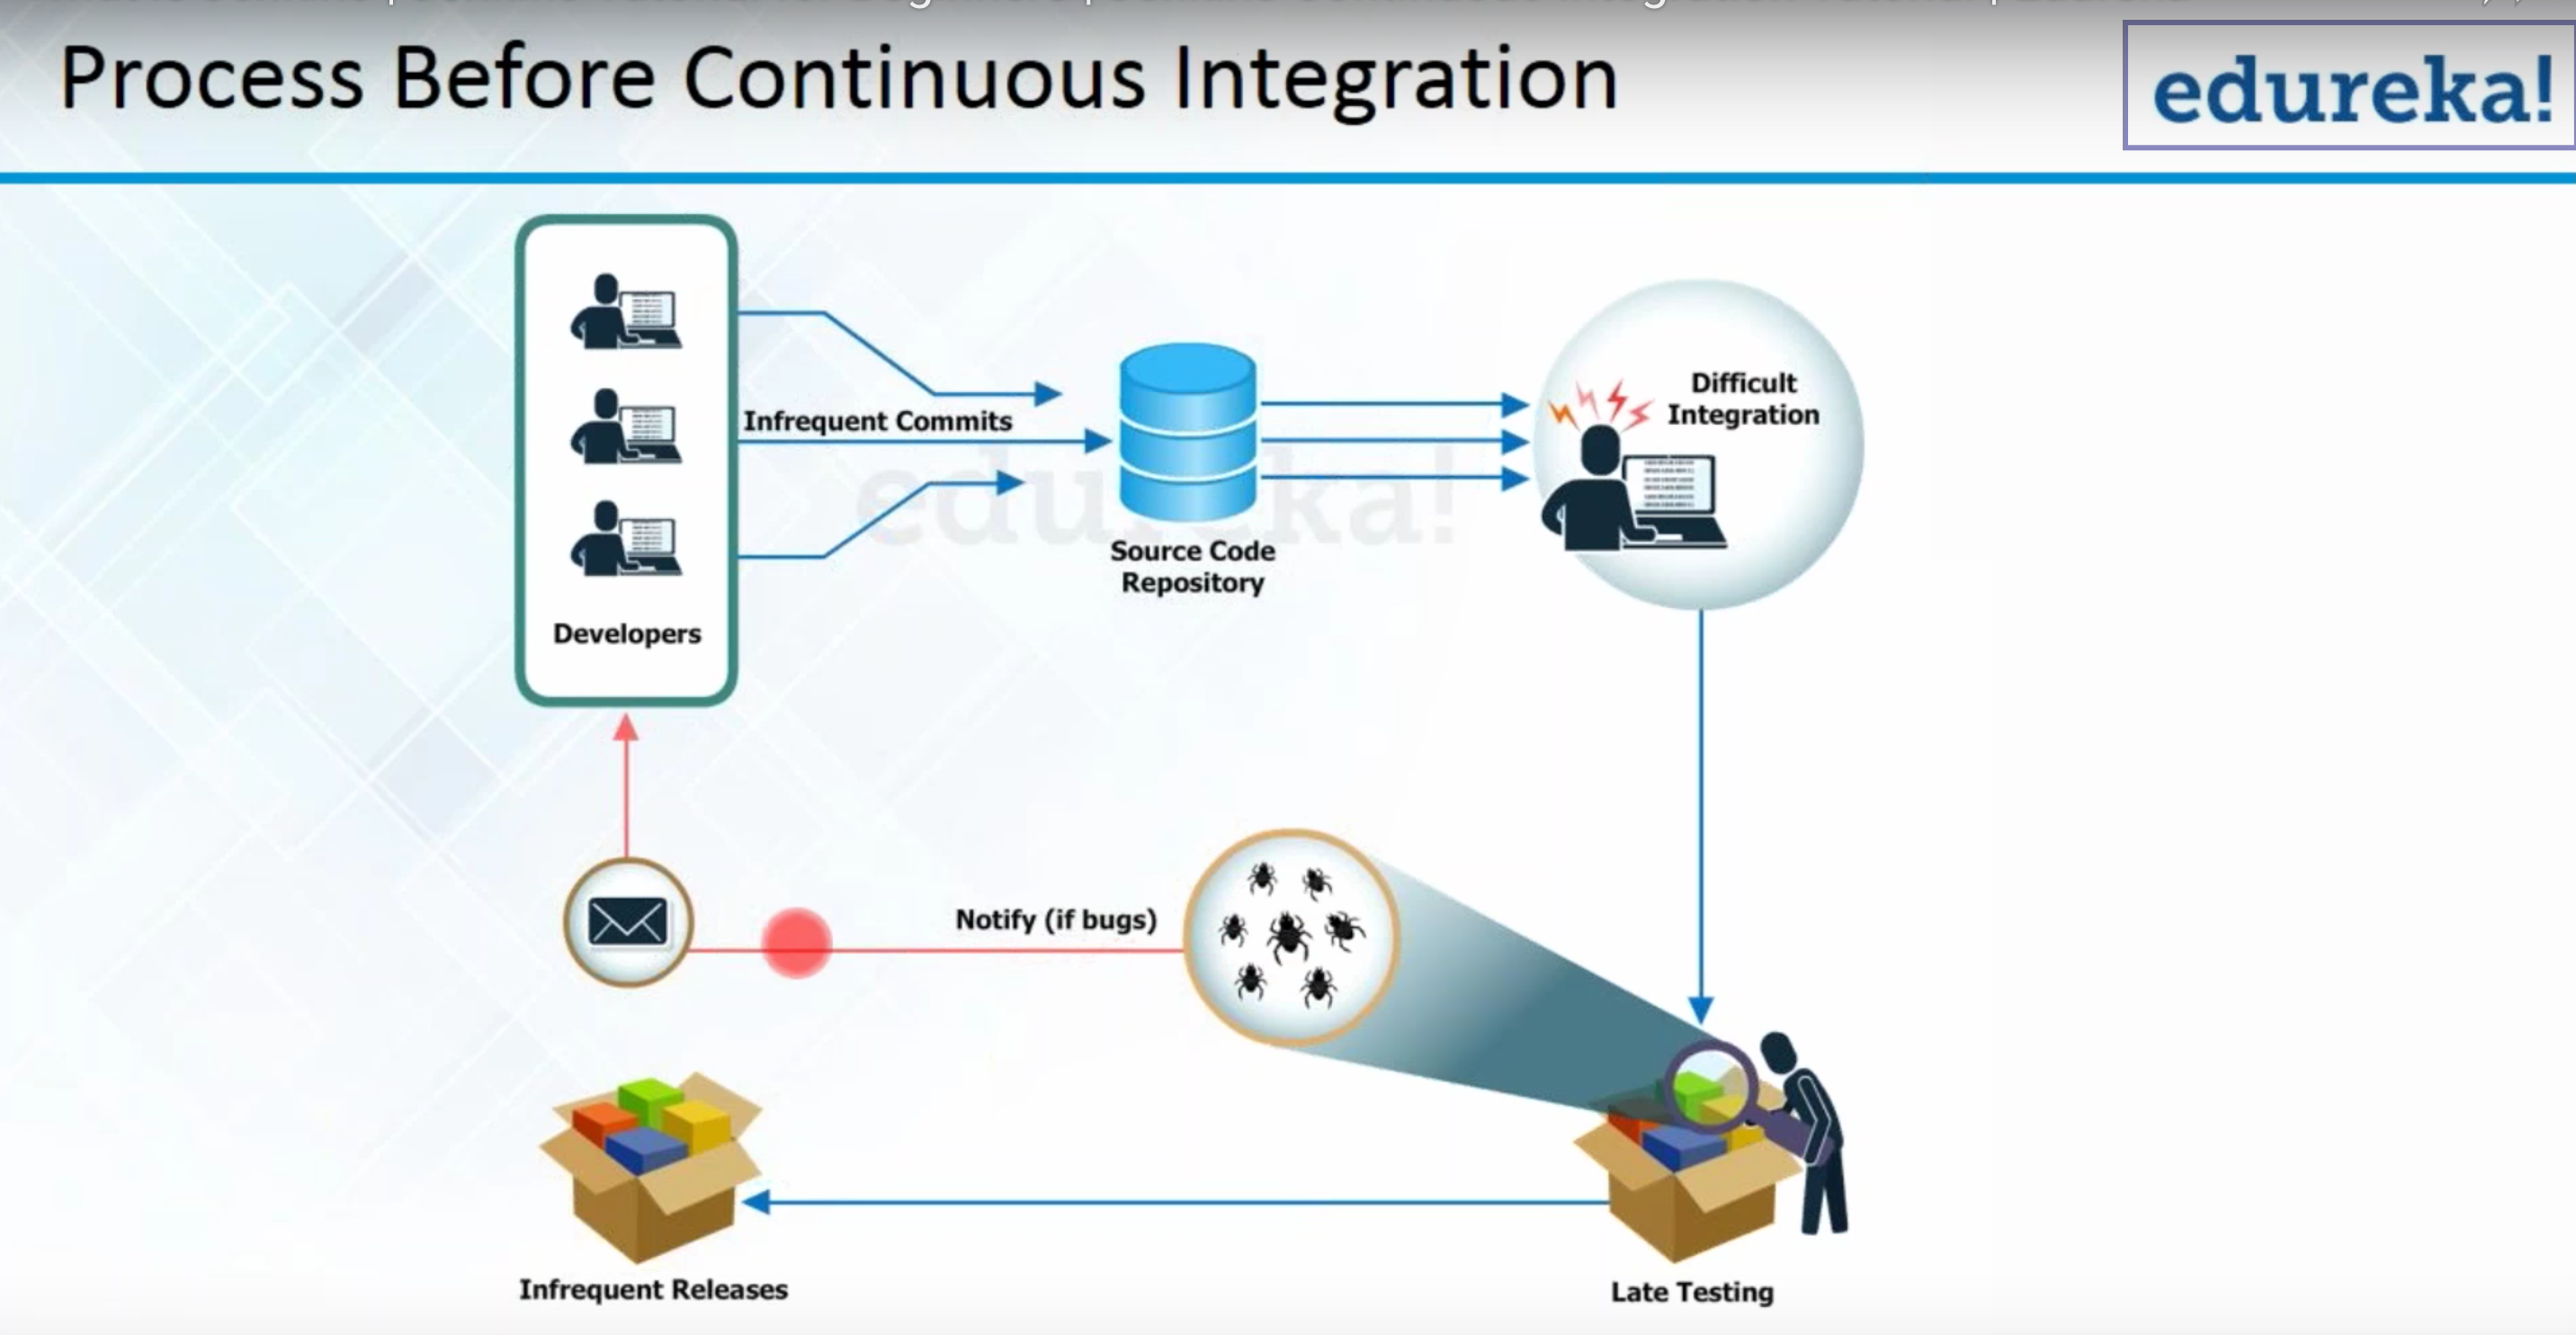 Process Before Continuous Integration
edureka!
Infrequent Commits
Difficult
Integration
edureka!
Source Code
Repository
Developers
Notify (if bugs)
Infrequent Releases
Late Testing